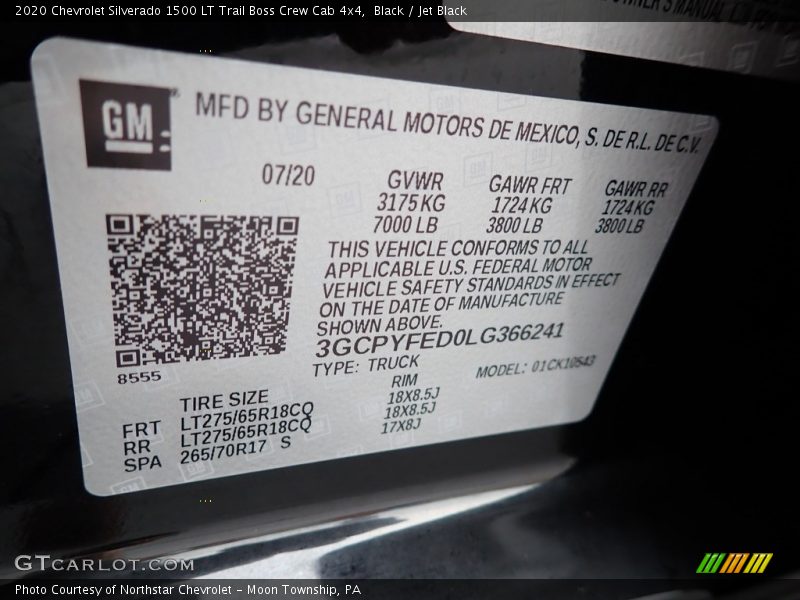 2020 Chevrolet Silverado 1500 LT Trail Boss Crew Cab 4x4, Black / Jet Black
OWNER'S MANUAL
GM
MFD BY GENERAL MOTORS DE MEXICO, S. DE R.L. DE C.V.
07/20
GVWR GAWR FRT GAWR RR
3175 KG 1724 KG 1724 KG
7000 LB 3800 LB 3800 LB
THIS VEHICLE CONFORMS TO ALL
APPLICABLE U.S. FEDERAL MOTOR
VEHICLE SAFETY STANDARDS IN EFFECT
ON THE DATE OF MANUFACTURE
SHOWN ABOVE.
3GCPYFED0LG366241
8555
TYPE: TRUCK MODEL: 01CK10543
TIRE SIZE RIM
FRT LT275/65R18CQ 18X8.5J
RR LT275/65R18CQ 18X8.5J
SPA 265/70R17 S 17X8J
GTCARLOT.COM
Photo Courtesy of Northstar Chevrolet - Moon Township, PA